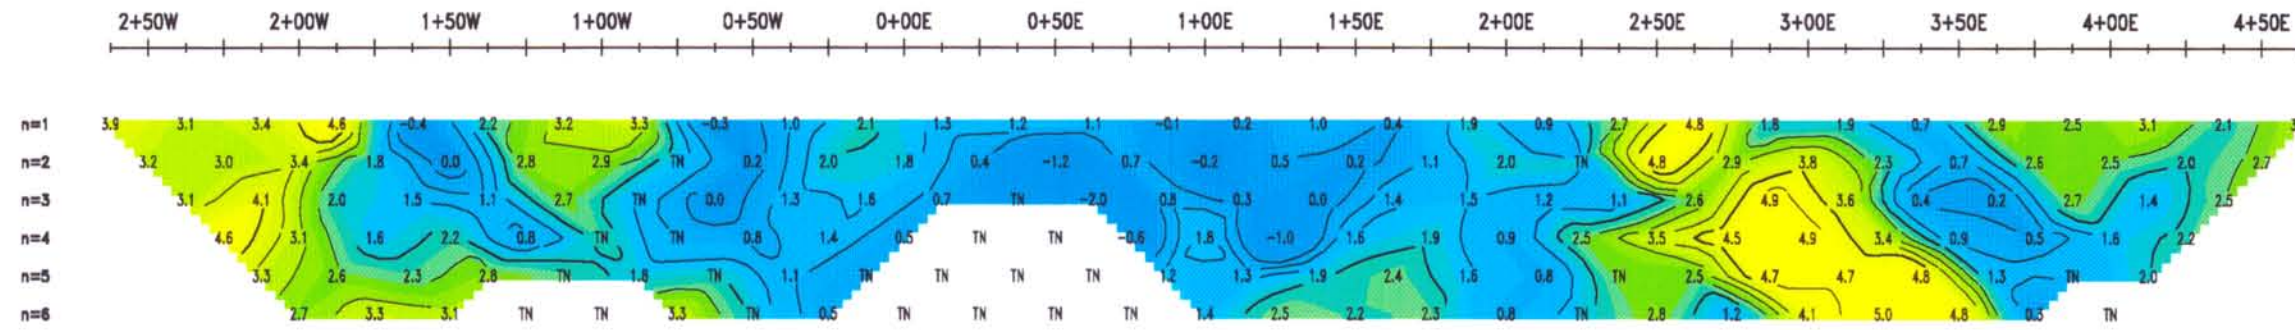 2+50W 2+00W 1+50W 1+00W 0+50W 0+00E 0+50E 1+00E 1+50E 2+00E 2+50E 3+00E 3+50E 4+00E 4+50E
n=1 3.9 3.1 3.4 4.6 -0.4 2.2 3.2 3.3 -0.3 1.0 2.1 1.3 1.2 1.1 -0.1 0.2 1.0 0.4 1.9 0.9 2.7 4.8 1.8 1.9 0.7 2.9 2.5 3.1 2.1
n=2 3.2 3.0 3.4 1.8 0.0 2.8 2.9 TN 0.2 2.0 1.8 0.4 -1.2 0.7 -0.2 0.5 0.2 1.1 2.0 TN 4.8 2.9 3.8 2.3 0.7 2.6 2.5 2.0 2.7
n=3 3.1 4.1 2.0 1.5 1.1 2.7 TN 0.0 1.3 1.6 0.7 TN -2.0 0.8 0.3 0.0 1.4 1.5 1.2 1.1 2.6 4.9 3.6 0.4 0.2 2.7 1.4 2.5
n=4 4.6 3.1 1.6 2.2 0.8 TN TN 0.8 1.4 0.5 TN TN -0.6 1.8 -1.0 1.6 1.9 0.9 2.5 3.5 4.5 4.9 3.4 0.9 0.5 1.6 2.2
n=5 3.3 2.6 2.3 2.8 TN 1.8 TN 1.1 TN TN TN TN 1.2 1.3 1.9 2.4 1.6 0.8 TN 2.5 4.7 4.7 4.8 1.3 TN 2.0
n=6 2.7 3.3 3.1 TN TN 3.3 TN 0.5 TN TN TN TN 1.4 2.5 2.2 2.3 0.8 TN 2.8 1.2 4.1 5.0 4.8 0.3 TN